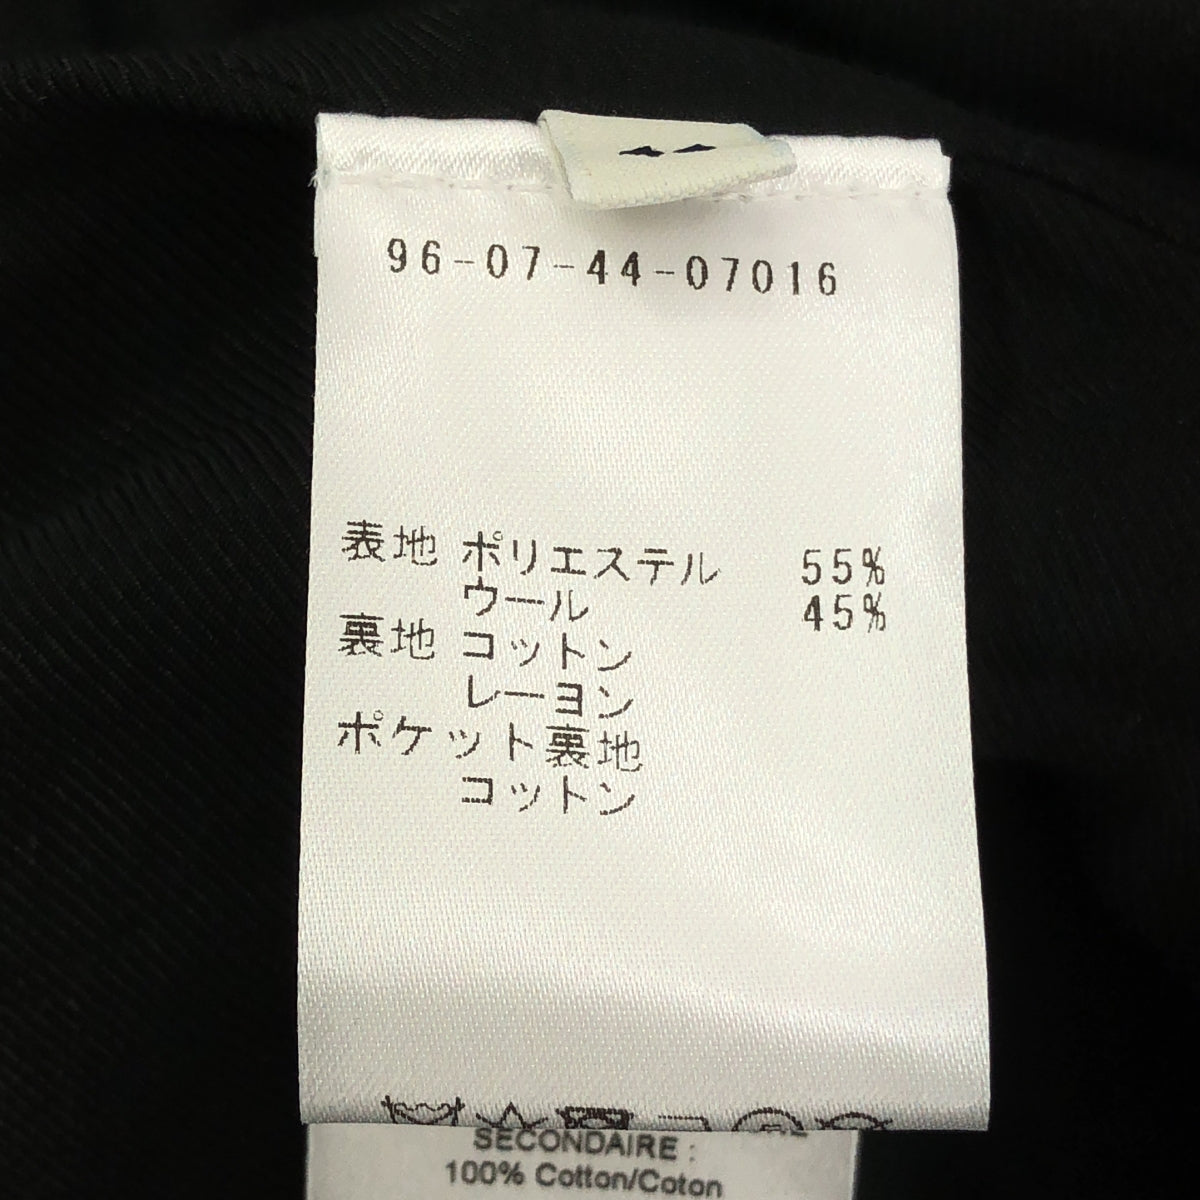 96-07-44-07016
表地 ポリエステル 55%
ウール 45%
裏地 コットン
レーヨン
ポケット裏地
コットン
SECONDAIRE :
100% Cotton/Coton